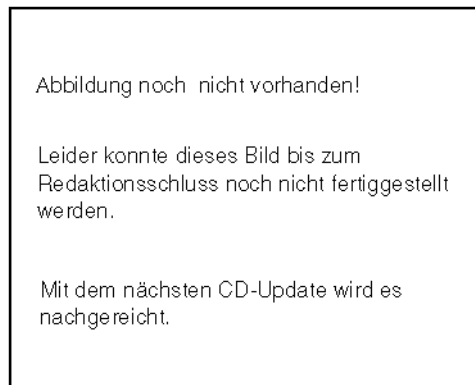 Abbildung noch nicht vorhanden!
Leider konnte dieses Bild bis zum
Redaktionsschluss noch nicht fertiggestellt
werden.
Mit dem nächsten CD-Update wird es
nachgereicht.